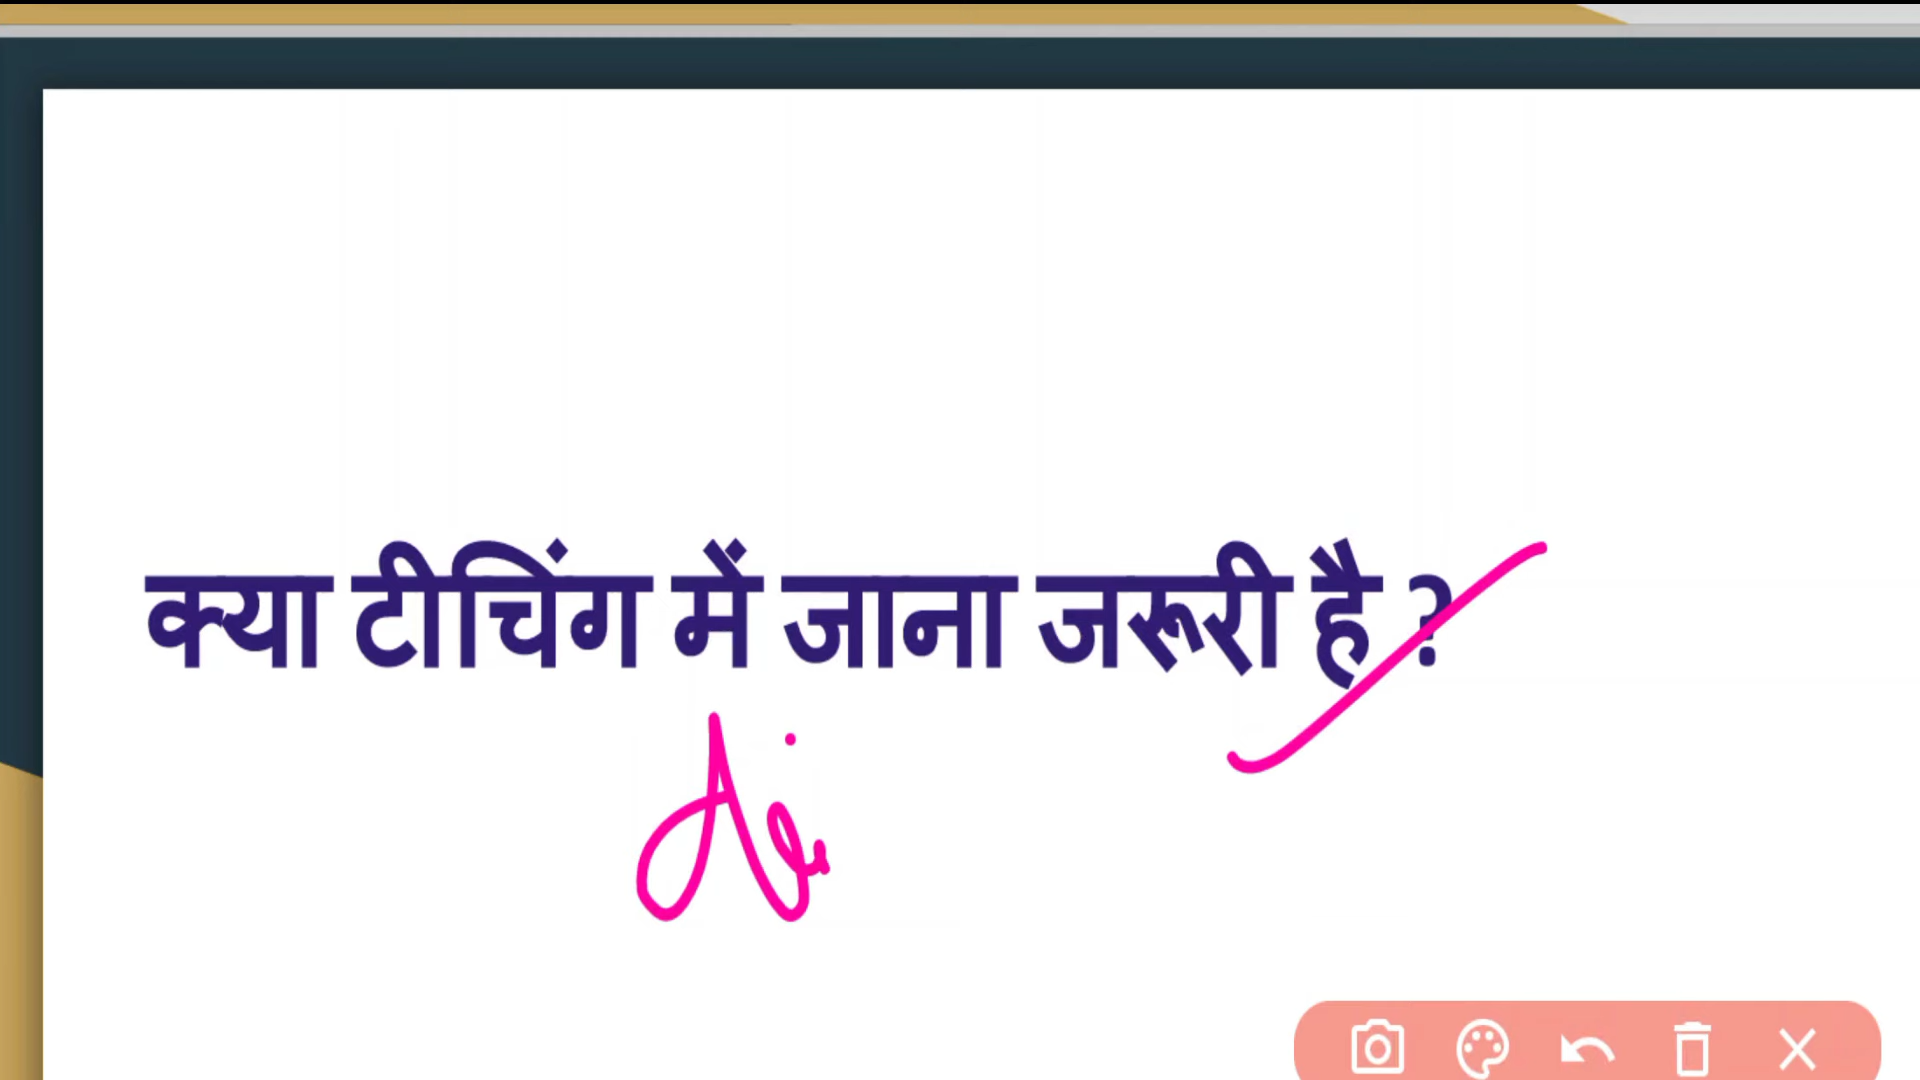 क्या टीचिंग में जाना जरूरी है ?